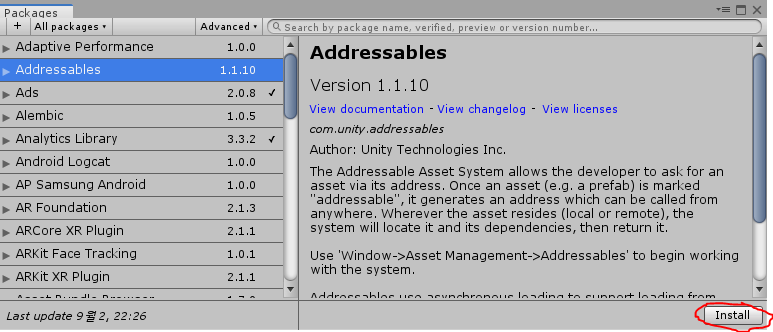 Packages
+ All packages Advanced Search by package name, verified, preview or version number...
Adaptive Performance 1.0.0
Addressables 1.1.10
Ads 2.0.8 ✓
Alembic 1.0.5
Analytics Library 3.3.2 ✓
Android Logcat 1.0.0
AP Samsung Android 1.0.0
AR Foundation 2.1.3
ARCore XR Plugin 2.1.1
ARKit Face Tracking 1.0.1
ARKit XR Plugin 2.1.1
Last update 9월 2, 22:26
Addressables
Version 1.1.10
View documentation - View changelog - View licenses
com.unity.addressables
Author: Unity Technologies Inc.
The Addressable Asset System allows the developer to ask for an
asset via its address. Once an asset (e.g. a prefab) is marked
"addressable", it generates an address which can be called from
anywhere. Wherever the asset resides (local or remote), the
system will locate it and its dependencies, then return it.
Use 'Window->Asset Management->Addressables' to begin working
with the system.
Addressables use asynchronous loading to support loading from
Install